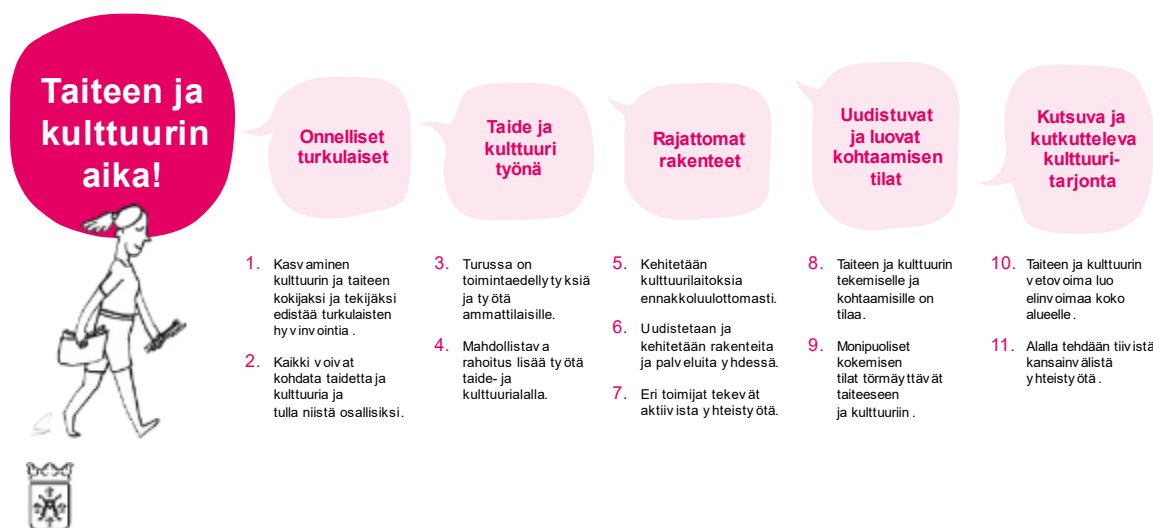 Taiteen ja
kulttuurin
aika!
Onnelliset
turkulaiset
1. Kasvaminen
kulttuurin ja taiteen
kokijaksi ja tekijäksi
edistää turkulaisten
hyvinvointia.
2. Kaikki voivat
kohdata taidetta ja
kulttuuria ja
tulla niistä osallisiksi.
Taide ja
kulttuuri
työnä
3. Turussa on
toimintaedellytyksiä
ja työtä
ammattilaisille.
4. Mahdollistava
rahoitus lisää työtä
taide- ja
kulttuurialalla.
Rajattomat
rakenteet
5. Kehitetään
kulttuurilaitoksia
ennakkoluulottomasti.
6. Uudistetaan ja
kehitetään rakenteita
ja palveluita yhdessä.
7. Eri toimijat tekevät
aktiivista yhteistyötä.
Uudistuvat
ja luovat
kohtaamisen
tilat
8. Taiteen ja kulttuurin
tekemiselle ja
kohtaamisille on
tilaa.
9. Monipuoliset
kokemisen
tilat törmäyttävät
taiteeseen
ja kulttuuriin.
Kutsuva ja
kutkutteleva
kulttuuri-
tarjonta
10. Taiteen ja kulttuurin
vetovoima luo
elinvoimaa koko
alueelle.
11. Alalla tehdään tiivistä
kansainvälistä
yhteistyötä.